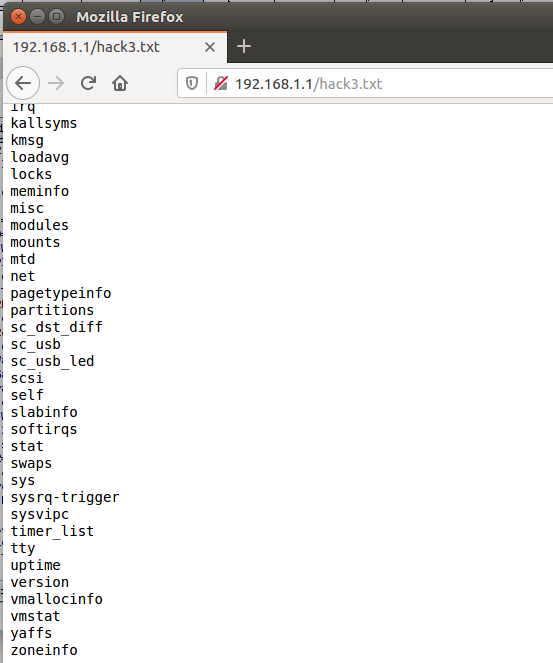 Mozilla Firefox
192.168.1.1/hack3.txt
192.168.1.1/hack3.txt
irq
kallsyms
kmsg
loadavg
locks
meminfo
misc
modules
mounts
mtd
net
pagetypeinfo
partitions
sc_dst_diff
sc_usb
sc_usb_led
scsi
self
slabinfo
softirqs
stat
swaps
sys
sysrq-trigger
sysvipc
timer_list
tty
uptime
version
vmallocinfo
vmstat
yaffs
zoneinfo